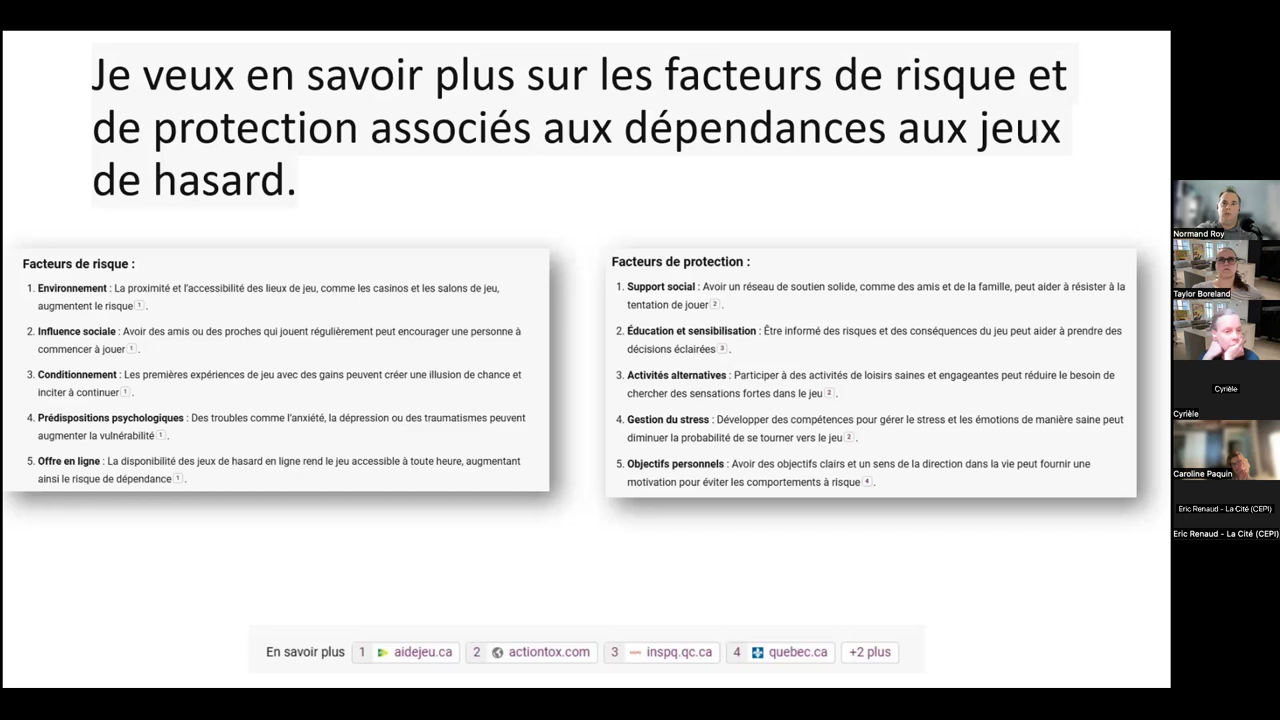 Je veux en savoir plus sur les facteurs de risque et
de protection associés aux dépendances aux jeux
de hasard.
Facteurs de risque :
1. Environnement : La proximité et l'accessibilité des lieux de jeu, comme les casinos et les salons de jeu,
augmentent le risque 1 .
2. Influence sociale : Avoir des amis ou des proches qui jouent régulièrement peut encourager une personne à
commencer à jouer 1 .
3. Conditionnement : Les premières expériences de jeu avec des gains peuvent créer une illusion de chance et
inciter à continuer 1 .
4. Prédispositions psychologiques : Des troubles comme l'anxiété, la dépression ou des traumatismes peuvent
augmenter la vulnérabilité 1 .
5. Offre en ligne : La disponibilité des jeux de hasard en ligne rend le jeu accessible à toute heure, augmentant
ainsi le risque de dépendance 1 .
Facteurs de protection :
1. Support social : Avoir un réseau de soutien solide, comme des amis et de la famille, peut aider à résister à la
tentation de jouer 2 .
2. Éducation et sensibilisation : Être informé des risques et des conséquences du jeu peut aider à prendre des
décisions éclairées 3 .
3. Activités alternatives : Participer à des activités de loisirs saines et engageantes peut réduire le besoin de
chercher des sensations fortes dans le jeu 2 .
4. Gestion du stress : Développer des compétences pour gérer le stress et les émotions de manière saine peut
diminuer la probabilité de se tourner vers le jeu 2 .
5. Objectifs personnels : Avoir des objectifs clairs et un sens de la direction dans la vie peut fournir une
motivation pour éviter les comportements à risque 4 .
En savoir plus 1 aidejeu.ca 2 actiontox.com 3 inspq.qc.ca 4 quebec.ca +2 plus
Normand Roy
Taylor Boreland
Cyrièle
Cyrièle
Caroline Paquin
Eric Renaud - La Cité (CEPI)
Eric Renaud - La Cité (CEPI)